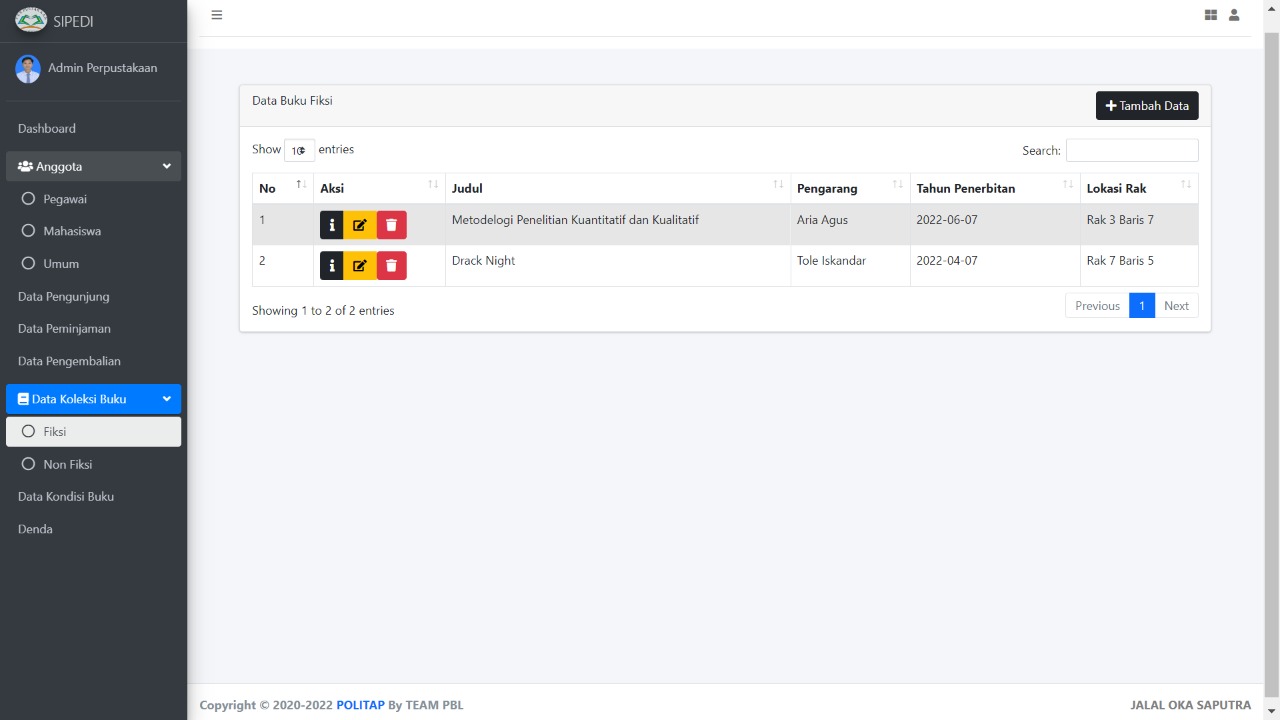 SIPEDI
Admin Perpustakaan
Dashboard
Anggota
Pegawai
Mahasiswa
Umum
Data Pengunjung
Data Peminjaman
Data Pengembalian
Data Koleksi Buku
Fiksi
Non Fiksi
Data Kondisi Buku
Denda
Data Buku Fiksi
Tambah Data
Show 10 entries
Search:
No Aksi Judul Pengarang Tahun Penerbitan Lokasi Rak
1 Metodelogi Penelitian Kuantitatif dan Kualitatif Aria Agus 2022-06-07 Rak 3 Baris 7
2 Drack Night Tole Iskandar 2022-04-07 Rak 7 Baris 5
Showing 1 to 2 of 2 entries
Previous 1 Next
Copyright © 2020-2022 POLITAP By TEAM PBL
JALAL OKA SAPUTRA